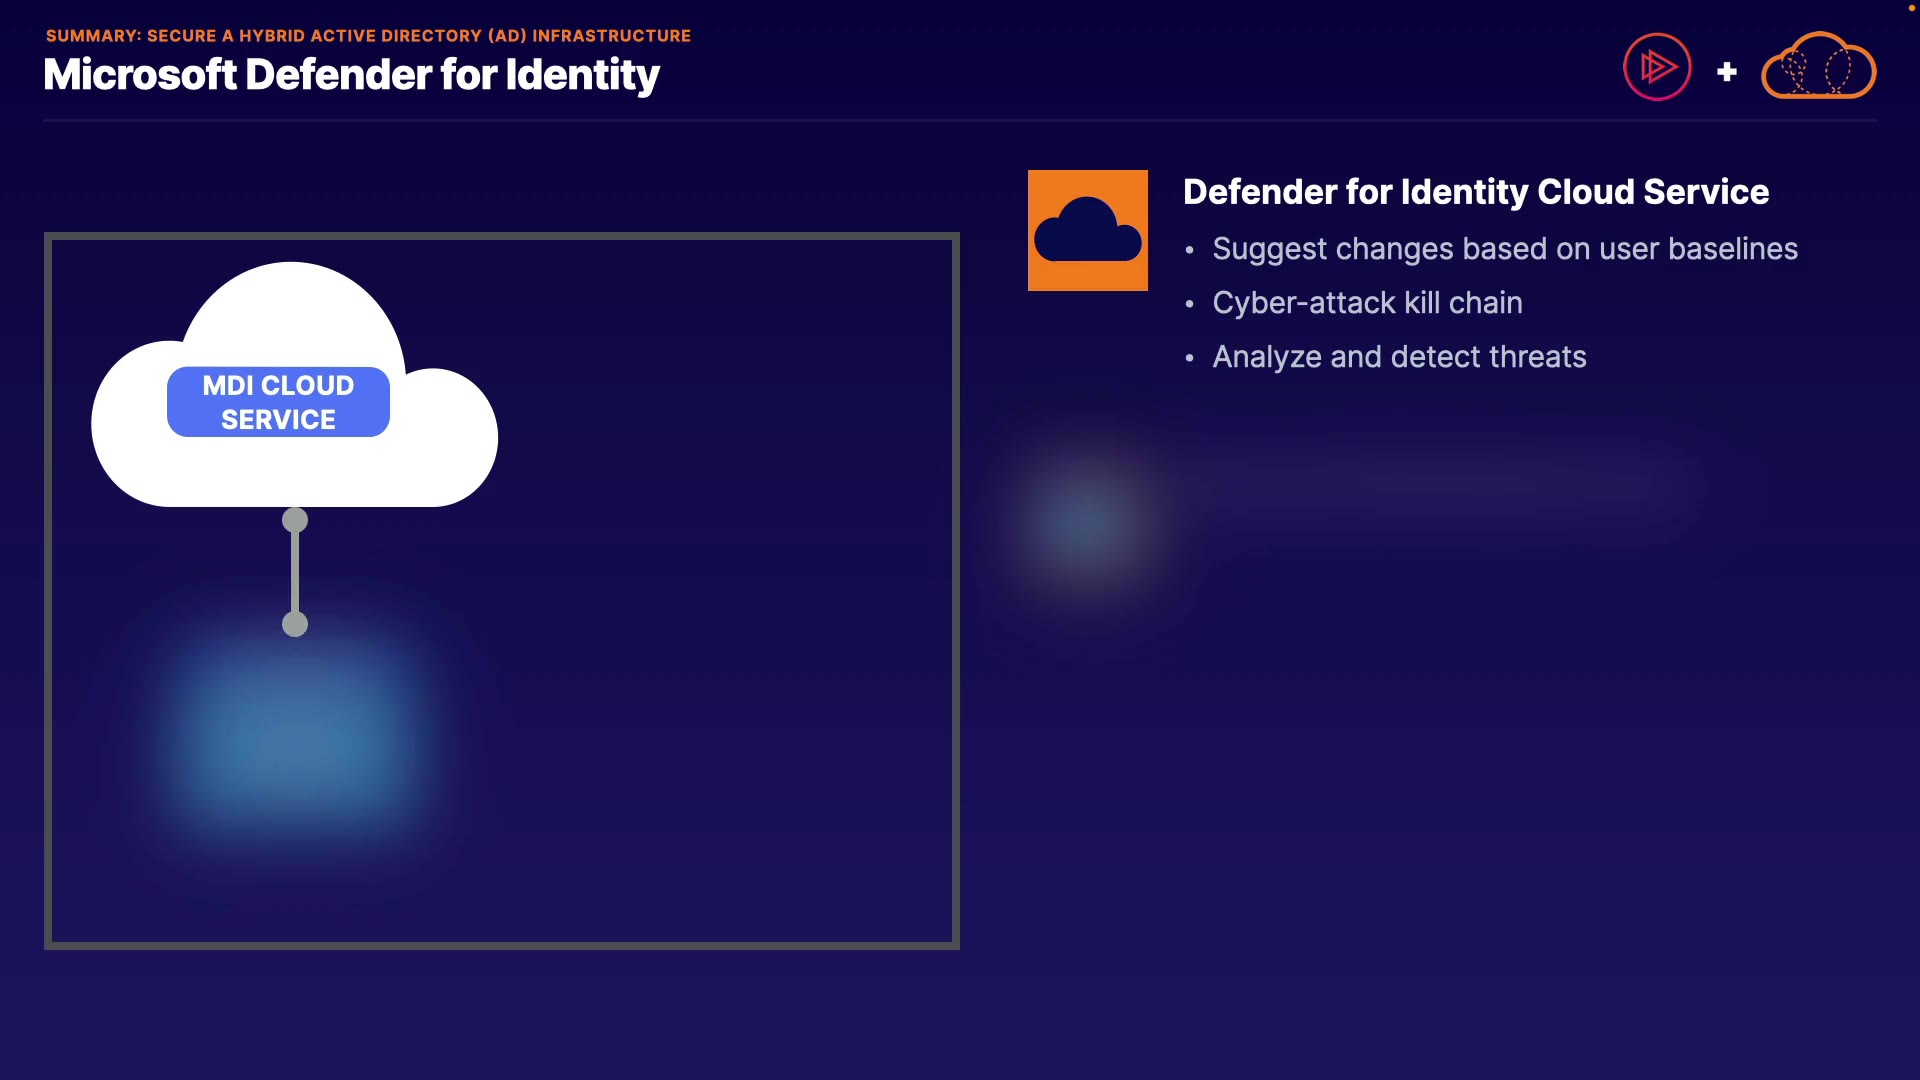 SUMMARY: SECURE A HYBRID ACTIVE DIRECTORY (AD) INFRASTRUCTURE
Microsoft Defender for Identity
+
MDI CLOUD
SERVICE
Defender for Identity Cloud Service
• Suggest changes based on user baselines
• Cyber-attack kill chain
• Analyze and detect threats